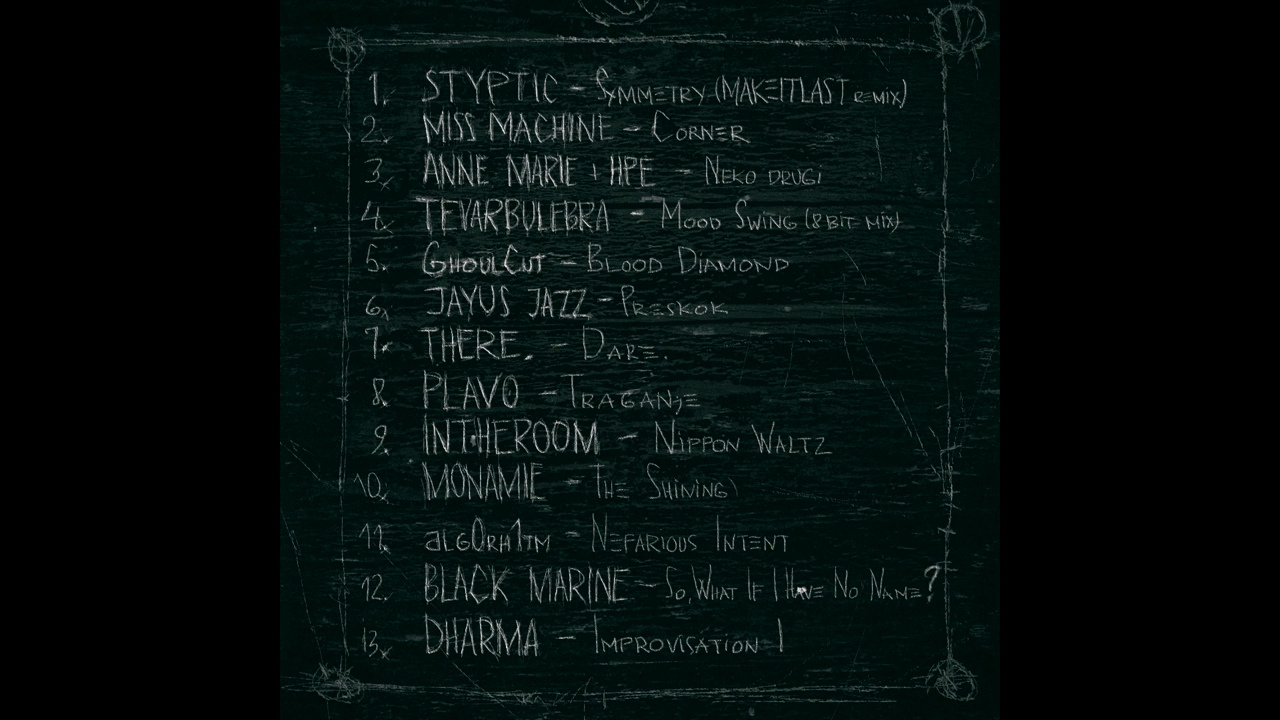 1. STYPTIC - SYMMETRY (MAKEITLAST REMIX)
2. MISS MACHINE - CORNER
3. ANNE MARIE + HPE - NEKO DRUGI
4. TEVARBULEBRA - MOOD SWING (8 BIT MIX)
5. GHOULCUT - BLOOD DIAMOND
6. JAYUS JAZZ - PRESKOK
7. THERE. - DARE.
8. PLAVO - TRAGANJE
9. INTHEROOM - NIPPON WALTZ
10. MONAMIE - THE SHINING
11. aLG0RH1TM - NEFARIOUS INTENT
12. BLACK MARINE - SO, WHAT IF I HAVE NO NAME?
13. DHARMA - IMPROVISATION I